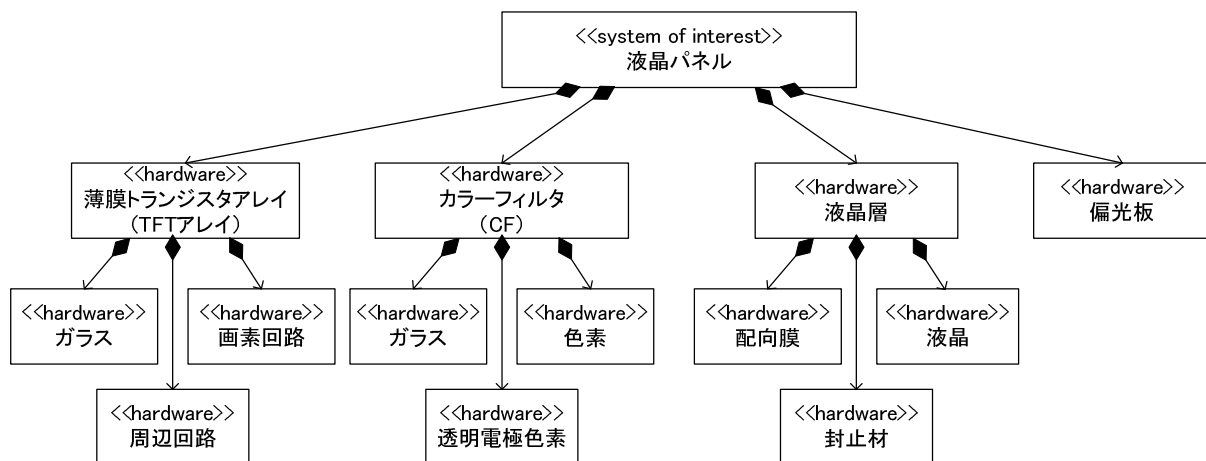 <<system of interest>>
液晶パネル
<<hardware>>
薄膜トランジスタアレイ
(TFTアレイ)
<<hardware>>
カラーフィルタ
(CF)
<<hardware>>
液晶層
<<hardware>>
偏光板
<<hardware>>
ガラス
<<hardware>>
画素回路
<<hardware>>
ガラス
<<hardware>>
色素
<<hardware>>
配向膜
<<hardware>>
液晶
<<hardware>>
周辺回路
<<hardware>>
透明電極色素
<<hardware>>
封止材